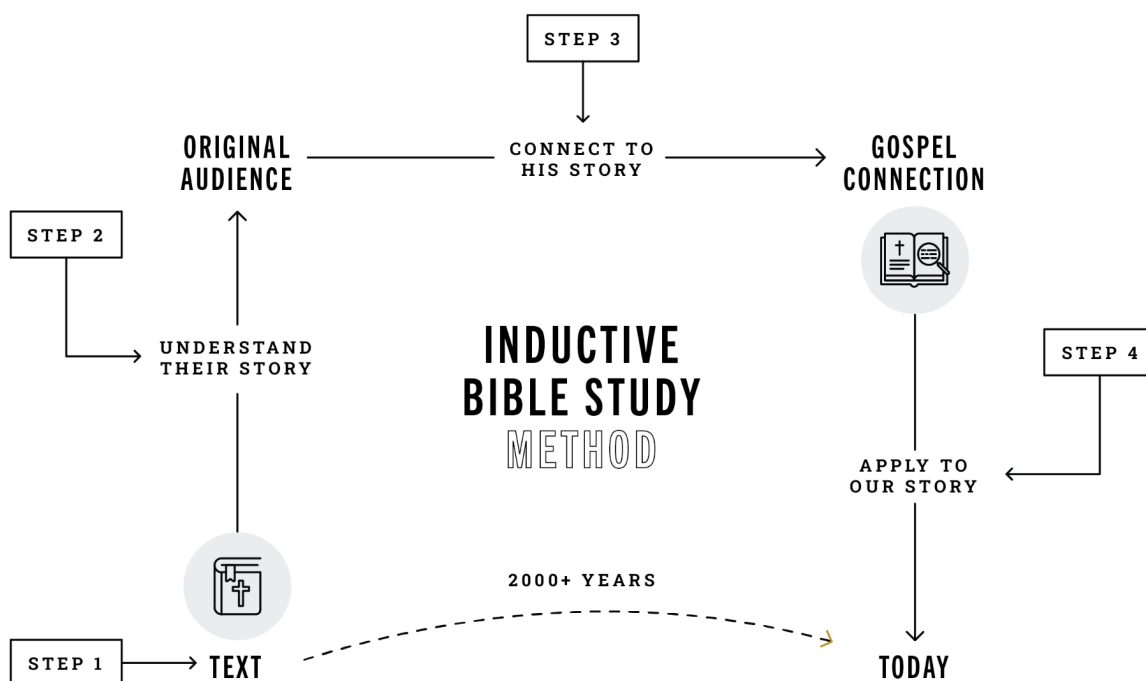 STEP 3
ORIGINAL
AUDIENCE
CONNECT TO
HIS STORY
GOSPEL
CONNECTION
STEP 2
UNDERSTAND
THEIR STORY
INDUCTIVE
BIBLE STUDY
METHOD
STEP 4
APPLY TO
OUR STORY
2000+ YEARS
STEP 1
TEXT
TODAY